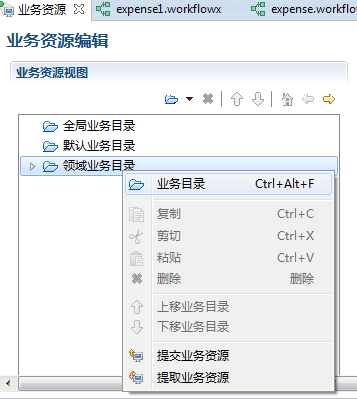 业务资源 expense1.workflowx expense.workflo
业务资源编辑
业务资源视图
全局业务目录
默认业务目录
领域业务目录
业务目录 Ctrl+Alt+F
复制 Ctrl+C
剪切 Ctrl+X
粘贴 Ctrl+V
删除 删除
上移业务目录
下移业务目录
提交业务资源
提取业务资源